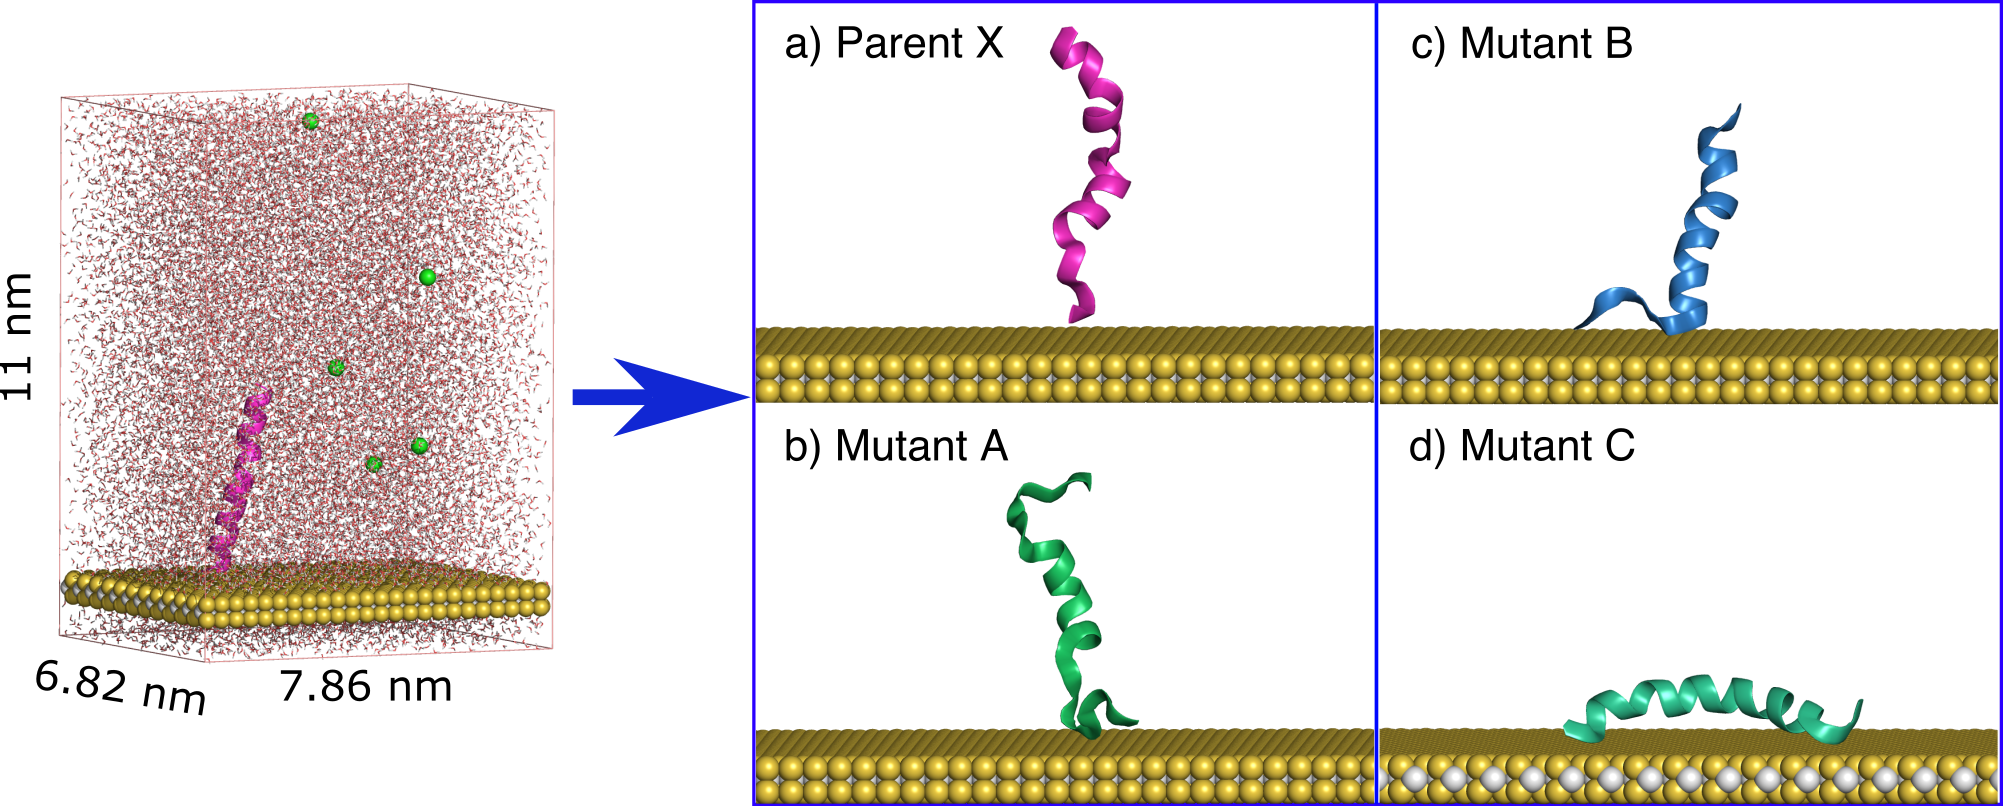 11 nm
6.82 nm
7.86 nm
a) Parent X
b) Mutant A
c) Mutant B
d) Mutant C